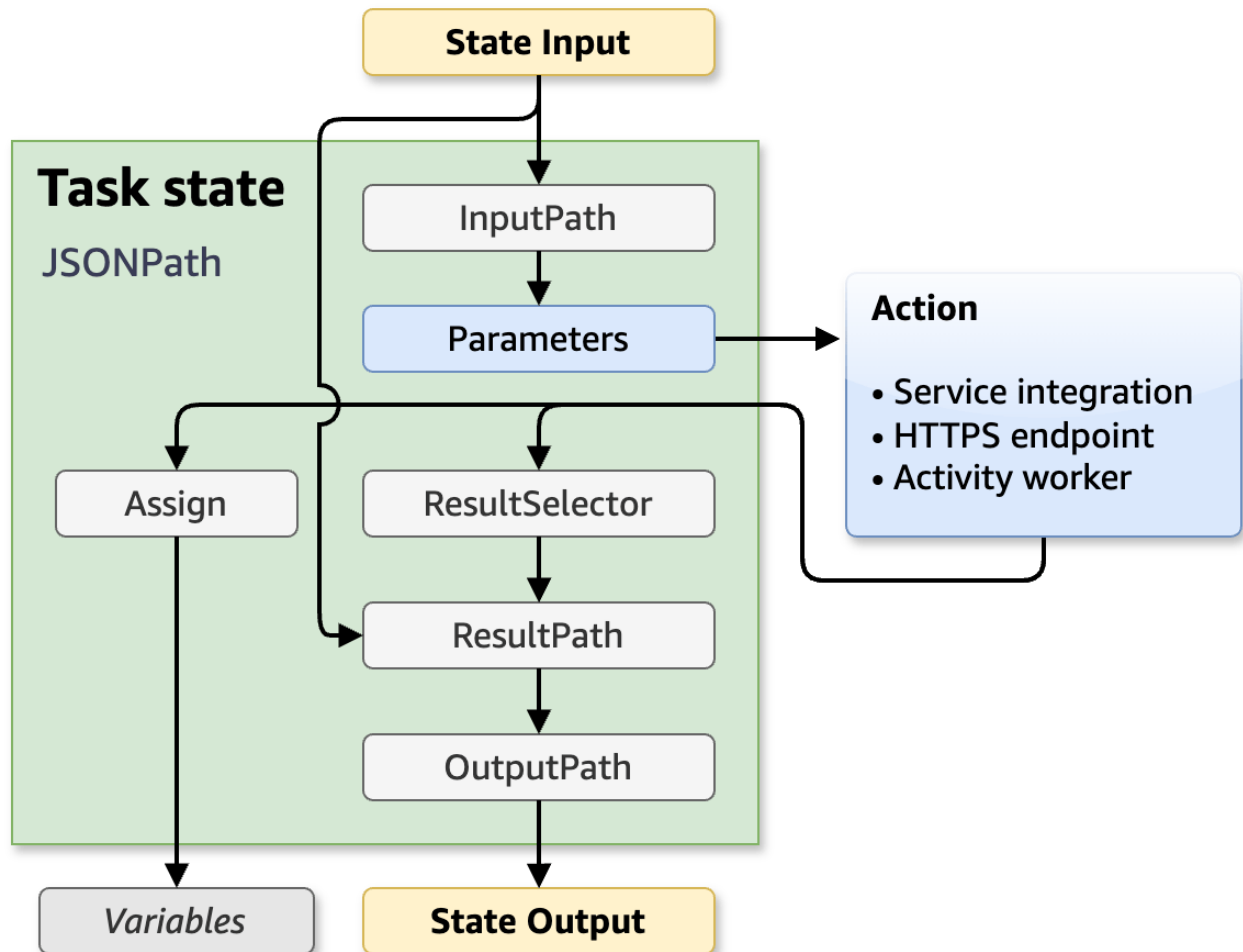 State Input
Task state
JSONPath
InputPath
Parameters
Action
• Service integration
• HTTPS endpoint
• Activity worker
Assign
ResultSelector
ResultPath
OutputPath
Variables
State Output